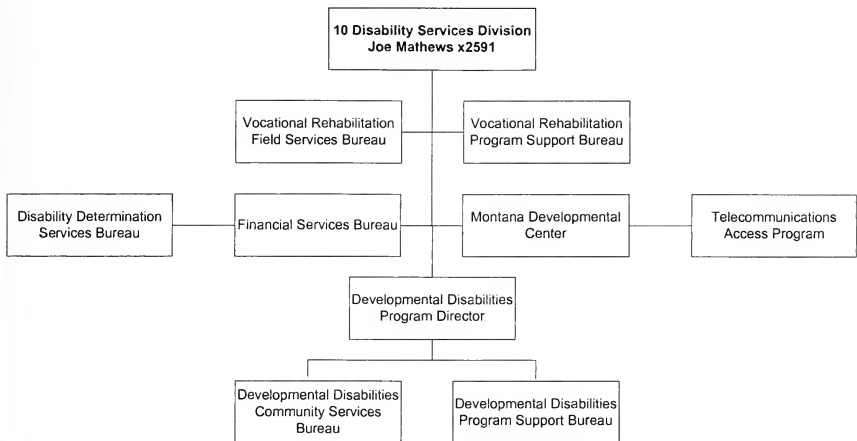 10 Disability Services Division
Joe Mathews x2591
Vocational Rehabilitation
Field Services Bureau
Vocational Rehabilitation
Program Support Bureau
Disability Determination
Services Bureau
Financial Services Bureau
Montana Developmental
Center
Telecommunications
Access Program
Developmental Disabilities
Program Director
Developmental Disabilities
Community Services
Bureau
Developmental Disabilities
Program Support Bureau